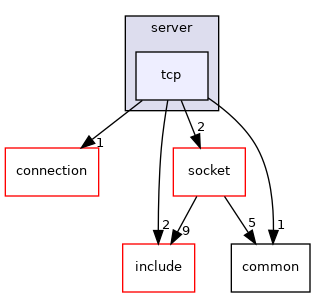 server
tcp
1
2
connection
socket
2
9
5
1
include
common